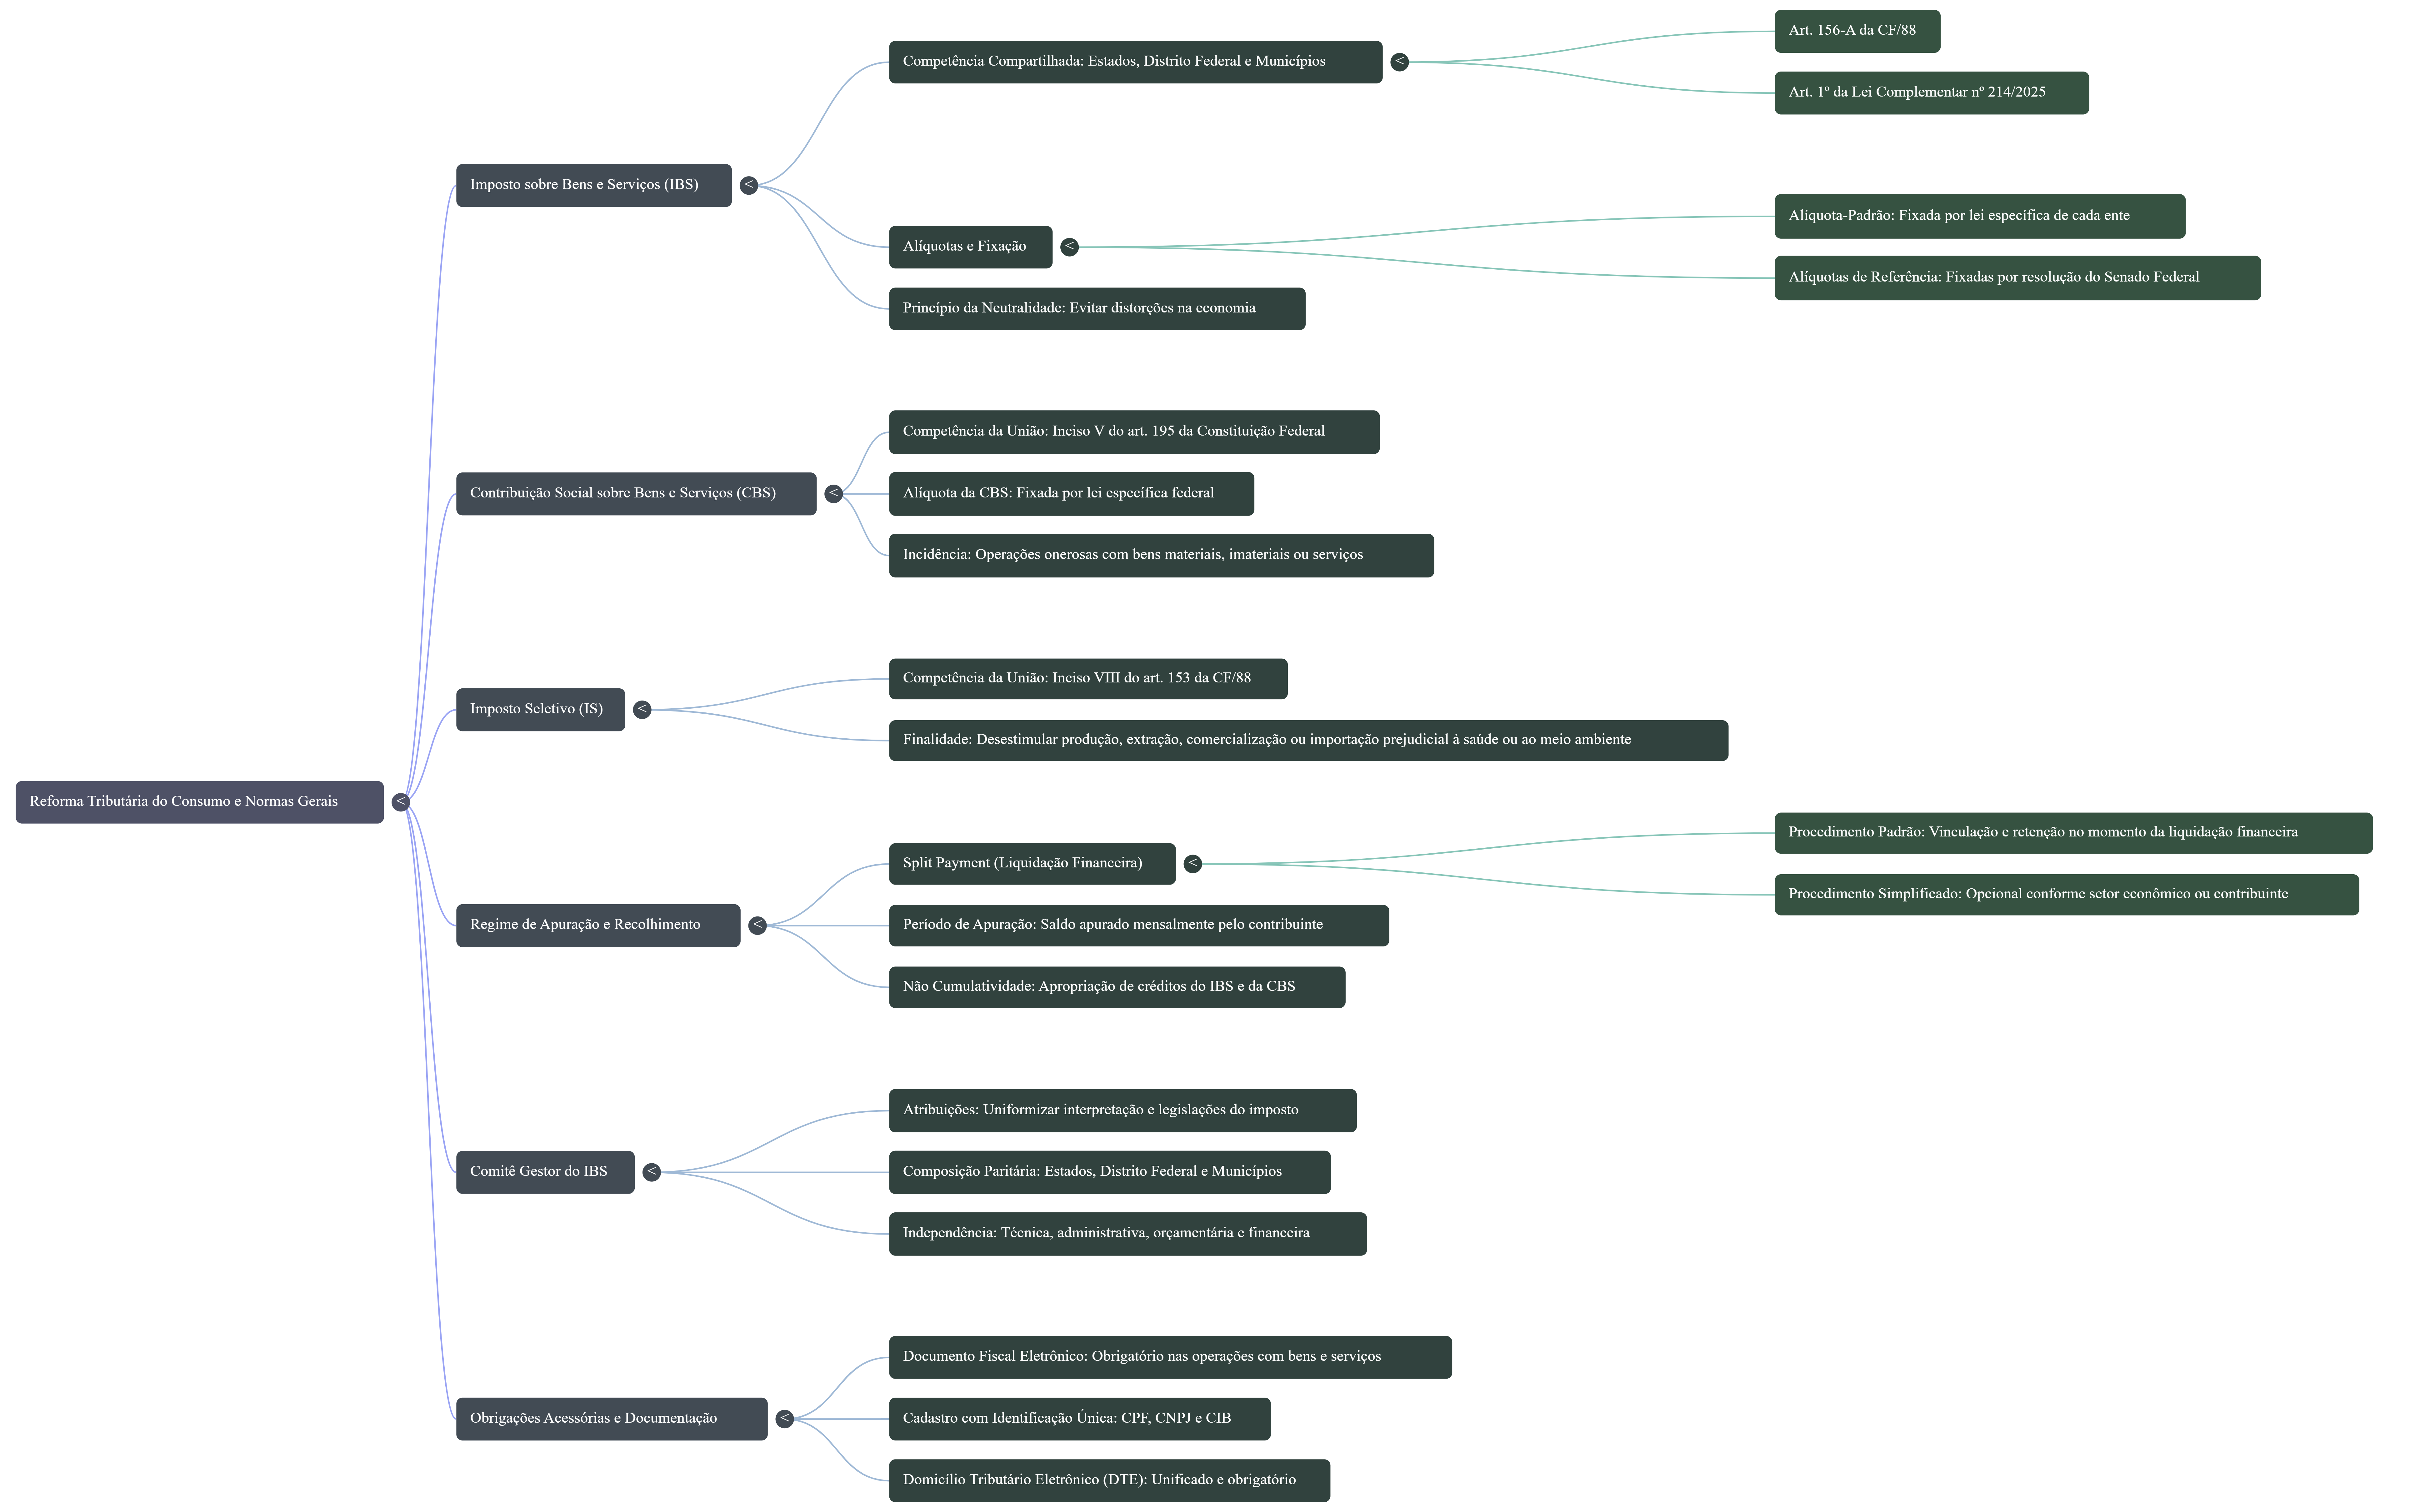 Reforma Tributária do Consumo e Normas Gerais
Imposto sobre Bens e Serviços (IBS)
Competência Compartilhada: Estados, Distrito Federal e Municípios
Art. 156-A da CF/88
Art. 1º da Lei Complementar nº 214/2025
Alíquotas e Fixação
Alíquota-Padrão: Fixada por lei específica de cada ente
Alíquotas de Referência: Fixadas por resolução do Senado Federal
Princípio da Neutralidade: Evitar distorções na economia
Contribuição Social sobre Bens e Serviços (CBS)
Competência da União: Inciso V do art. 195 da Constituição Federal
Alíquota da CBS: Fixada por lei específica federal
Incidência: Operações onerosas com bens materiais, imateriais ou serviços
Imposto Seletivo (IS)
Competência da União: Inciso VIII do art. 153 da CF/88
Finalidade: Desestimular produção, extração, comercialização ou importação prejudicial à saúde ou ao meio ambiente
Regime de Apuração e Recolhimento
Split Payment (Liquidação Financeira)
Procedimento Padrão: Vinculação e retenção no momento da liquidação financeira
Procedimento Simplificado: Opcional conforme setor econômico ou contribuinte
Período de Apuração: Saldo apurado mensalmente pelo contribuinte
Não Cumulatividade: Apropriação de créditos do IBS e da CBS
Comitê Gestor do IBS
Atribuições: Uniformizar interpretação e legislações do imposto
Composição Paritária: Estados, Distrito Federal e Municípios
Independência: Técnica, administrativa, orçamentária e financeira
Obrigações Acessórias e Documentação
Documento Fiscal Eletrônico: Obrigatório nas operações com bens e serviços
Cadastro com Identificação Única: CPF, CNPJ e CIB
Domicílio Tributário Eletrônico (DTE): Unificado e obrigatório